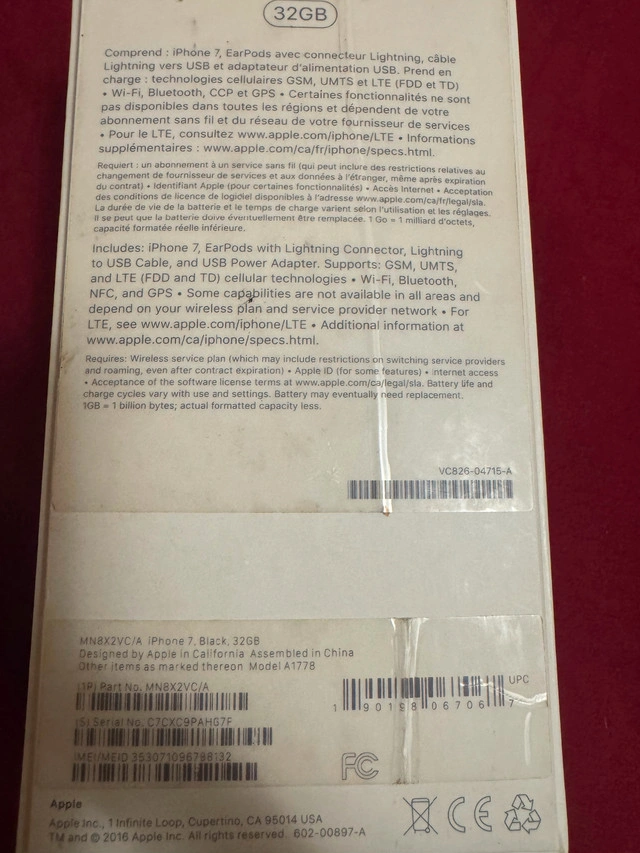 32GB
Comprend : iPhone 7, EarPods avec connecteur Lightning, câble
Lightning vers USB et adaptateur d'alimentation USB. Prend en
charge : technologies cellulaires GSM, UMTS et LTE (FDD et TD)
• Wi-Fi, Bluetooth, CCP et GPS • Certaines fonctionnalités ne sont
pas disponibles dans toutes les régions et dépendent de votre
abonnement sans fil et du réseau de votre fournisseur de services
• Pour le LTE, consultez www.apple.com/iphone/LTE • Informations
supplémentaires : www.apple.com/ca/fr/iphone/specs.html.
Requiert : un abonnement à un service sans fil (qui peut inclure des restrictions relatives au
changement de fournisseur de services et aux données à l'étranger, même après expiration
du contrat) • Identifiant Apple (pour certaines fonctionnalités) • Accès Internet • Acceptation
des conditions de licence de logiciel disponibles à l'adresse www.apple.com/ca/fr/legal/sla.
La durée de vie de la batterie et le temps de charge varient selon l'utilisation et les réglages.
Il se peut que la batterie doive éventuellement être remplacée. 1 Go = 1 milliard d'octets,
capacité formatée réelle inférieure.
Includes: iPhone 7, EarPods with Lightning Connector, Lightning
to USB Cable, and USB Power Adapter. Supports: GSM, UMTS,
and LTE (FDD and TD) cellular technologies • Wi-Fi, Bluetooth,
NFC, and GPS • Some capabilities are not available in all areas and
depend on your wireless plan and service provider network • For
LTE, see www.apple.com/iphone/LTE • Additional information at
www.apple.com/ca/iphone/specs.html.
Requires: Wireless service plan (which may include restrictions on switching service providers
and roaming, even after contract expiration) • Apple ID (for some features) • Internet access
• Acceptance of the software license terms at www.apple.com/ca/legal/sla. Battery life and
charge cycles vary with use and settings. Battery may eventually need replacement.
1GB = 1 billion bytes; actual formatted capacity less.
VC826-04715-A
MN8X2VC/A iPhone 7, Black, 32GB
Designed by Apple in California Assembled in China
Other items as marked thereon Model A1778
(1P) Part No. MN8X2VC/A
UPC
1 90198 06706 7
(S) Serial No. C7CXC9PAHG7F
IMEI/MEID 353071096798132
FC
Apple
Apple Inc., 1 Infinite Loop, Cupertino, CA 95014 USA
TM and © 2016 Apple Inc. All rights reserved. 602-00897-A
CE